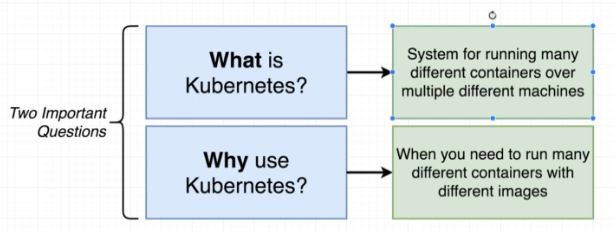 Two Important
Questions
What is
Kubernetes?
System for running many
different containers over
multiple different machines
Why use
Kubernetes?
When you need to run many
different containers with
different images